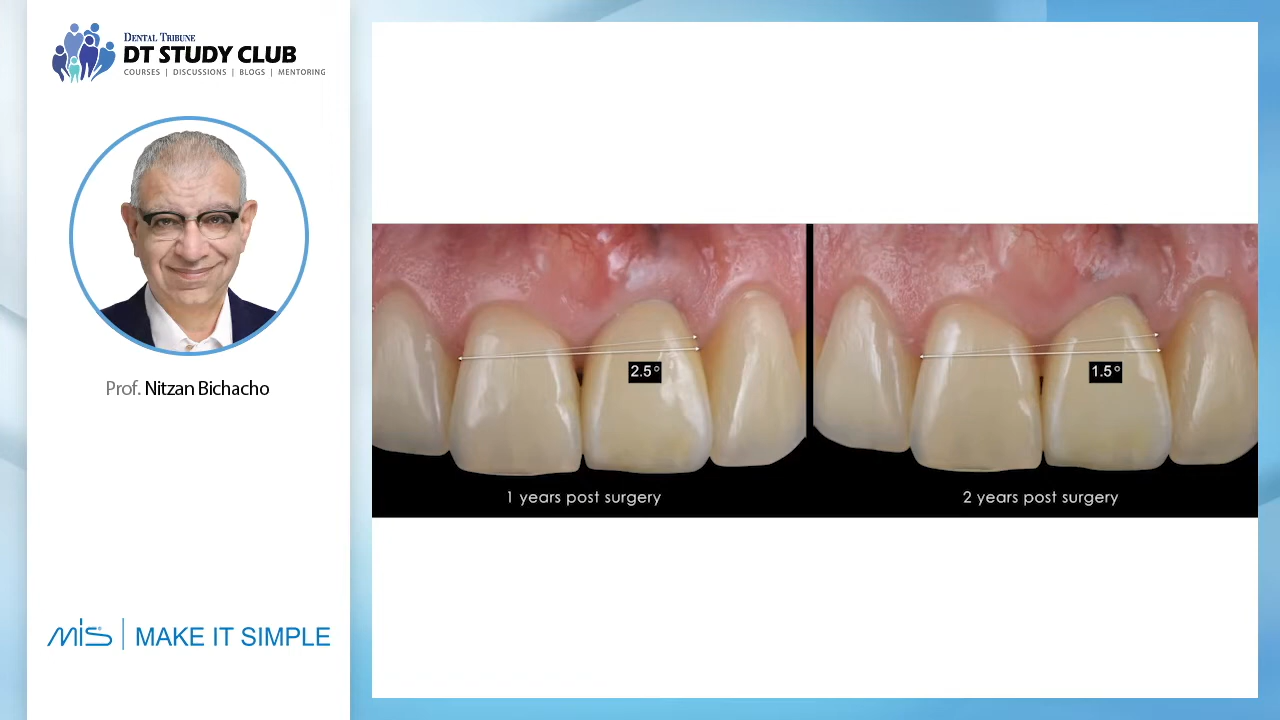 DENTAL TRIBUNE
DT STUDY CLUB
COURSES | DISCUSSIONS | BLOGS | MENTORING
Prof. Nitzan Bichacho
2.5°
1.5°
1 years post surgery
2 years post surgery
MIS® | MAKE IT SIMPLE